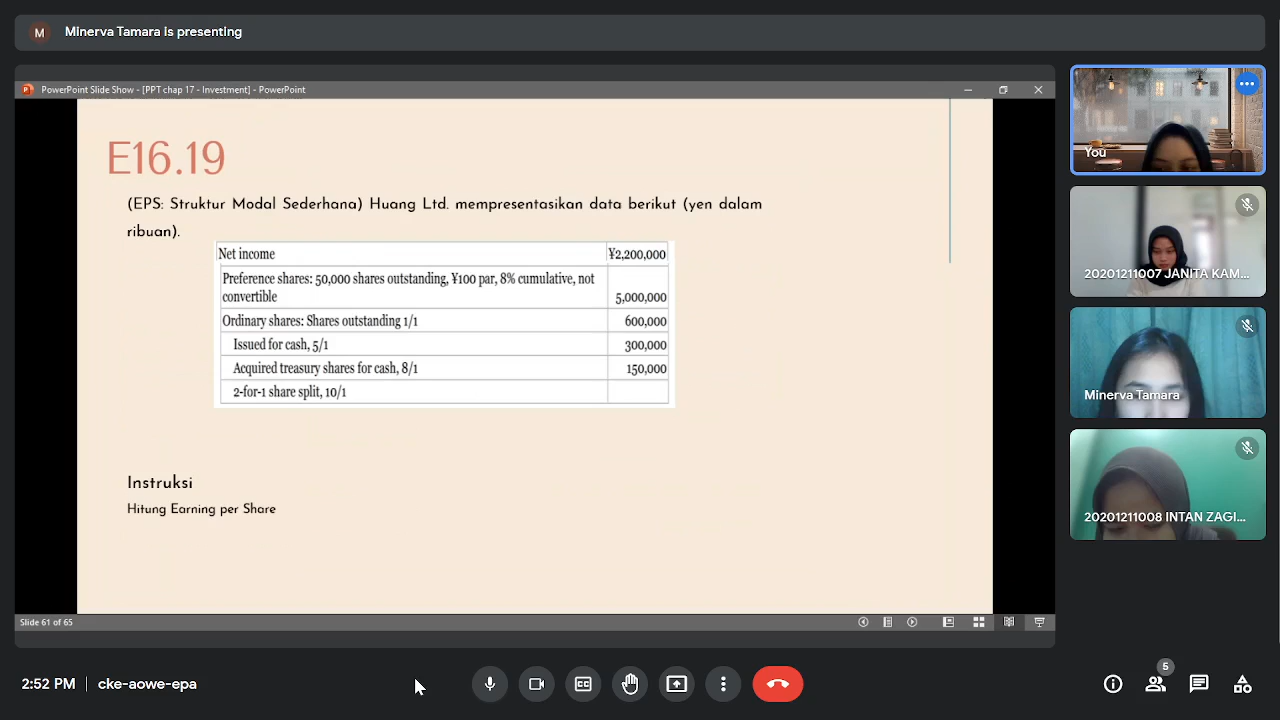 M Minerva Tamara is presenting
PowerPoint Slide Show - [PPT chap 17 - Investment] - PowerPoint
E16.19
(EPS: Struktur Modal Sederhana) Huang Ltd. mempresentasikan data berikut (yen dalam
ribuan).
Net income ¥2,200,000
Preference shares: 50,000 shares outstanding, ¥100 par, 8% cumulative, not
convertible 5,000,000
Ordinary shares: Shares outstanding 1/1 600,000
Issued for cash, 5/1 300,000
Acquired treasury shares for cash, 8/1 150,000
2-for-1 share split, 10/1
Instruksi
Hitung Earning per Share
Slide 61 of 65
You
20201211007 JANITA KAM...
Minerva Tamara
20201211008 INTAN ZAGI...
2:52 PM | cke-aowe-epa
CC
5